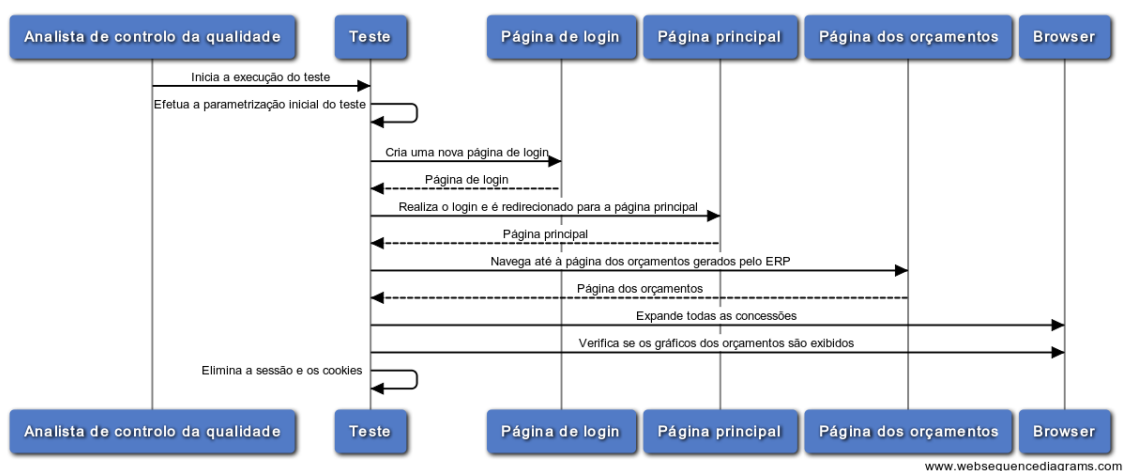 Analista de controlo da qualidade
Teste
Página de login
Página principal
Página dos orçamentos
Browser
Inicia a execução do teste
Efetua a parametrização inicial do teste
Cria uma nova página de login
Página de login
Realiza o login e é redirecionado para a página principal
Página principal
Navega até à página dos orçamentos gerados pelo ERP
Página dos orçamentos
Expande todas as concessões
Verifica se os gráficos dos orçamentos são exibidos
Elimina a sessão e os cookies
Analista de controlo da qualidade
Teste
Página de login
Página principal
Página dos orçamentos
Browser
www.websequencediagrams.com